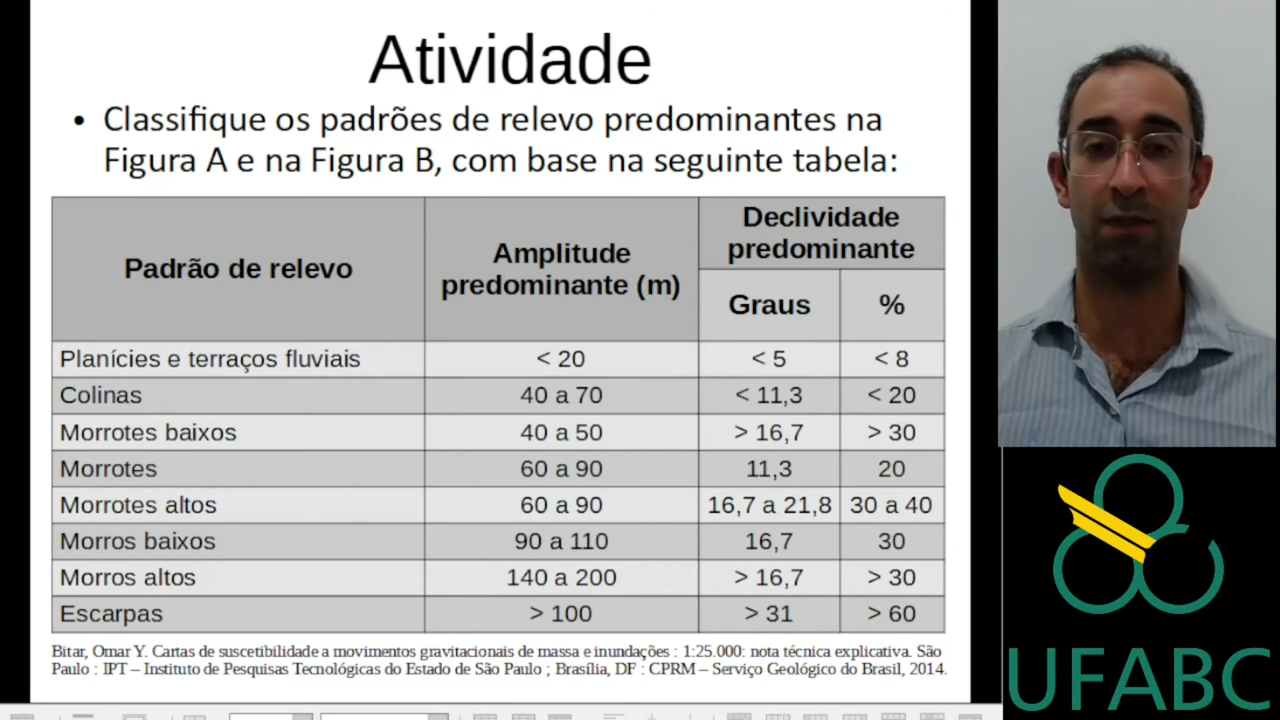 Atividade
• Classifique os padrões de relevo predominantes na
Figura A e na Figura B, com base na seguinte tabela:
Padrão de relevo
Amplitude
predominante (m)
Declividade
predominante
Graus %
Planícies e terraços fluviais < 20 < 5 < 8
Colinas 40 a 70 < 11,3 < 20
Morrotes baixos 40 a 50 > 16,7 > 30
Morrotes 60 a 90 11,3 20
Morrotes altos 60 a 90 16,7 a 21,8 30 a 40
Morros baixos 90 a 110 16,7 30
Morros altos 140 a 200 > 16,7 > 30
Escarpas > 100 > 31 > 60
Bitar, Omar Y. Cartas de suscetibilidade a movimentos gravitacionais de massa e inundações : 1:25.000: nota técnica explicativa. São
Paulo : IPT – Instituto de Pesquisas Tecnológicas do Estado de São Paulo ; Brasília, DF : CPRM – Serviço Geológico do Brasil, 2014.
UFABC